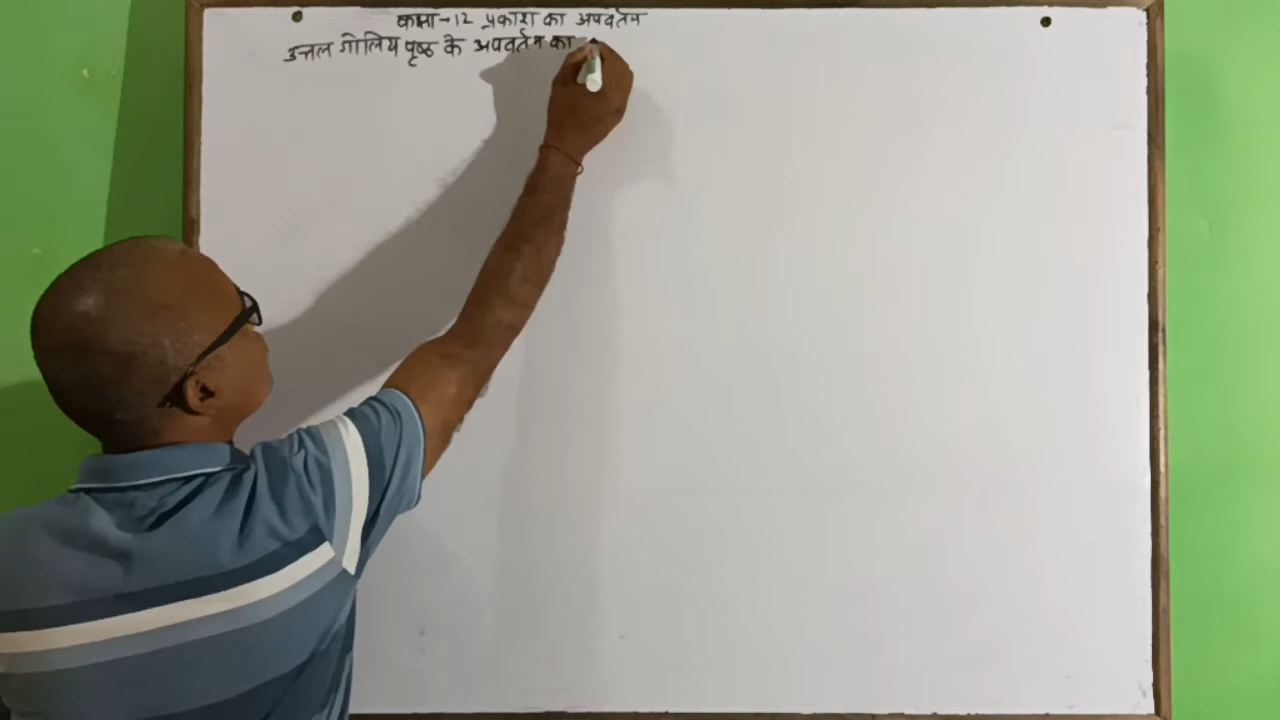 कक्षा-12 प्रकाश का अपवर्तन
उत्तल गोलिय पृष्ठ के अपवर्तन का